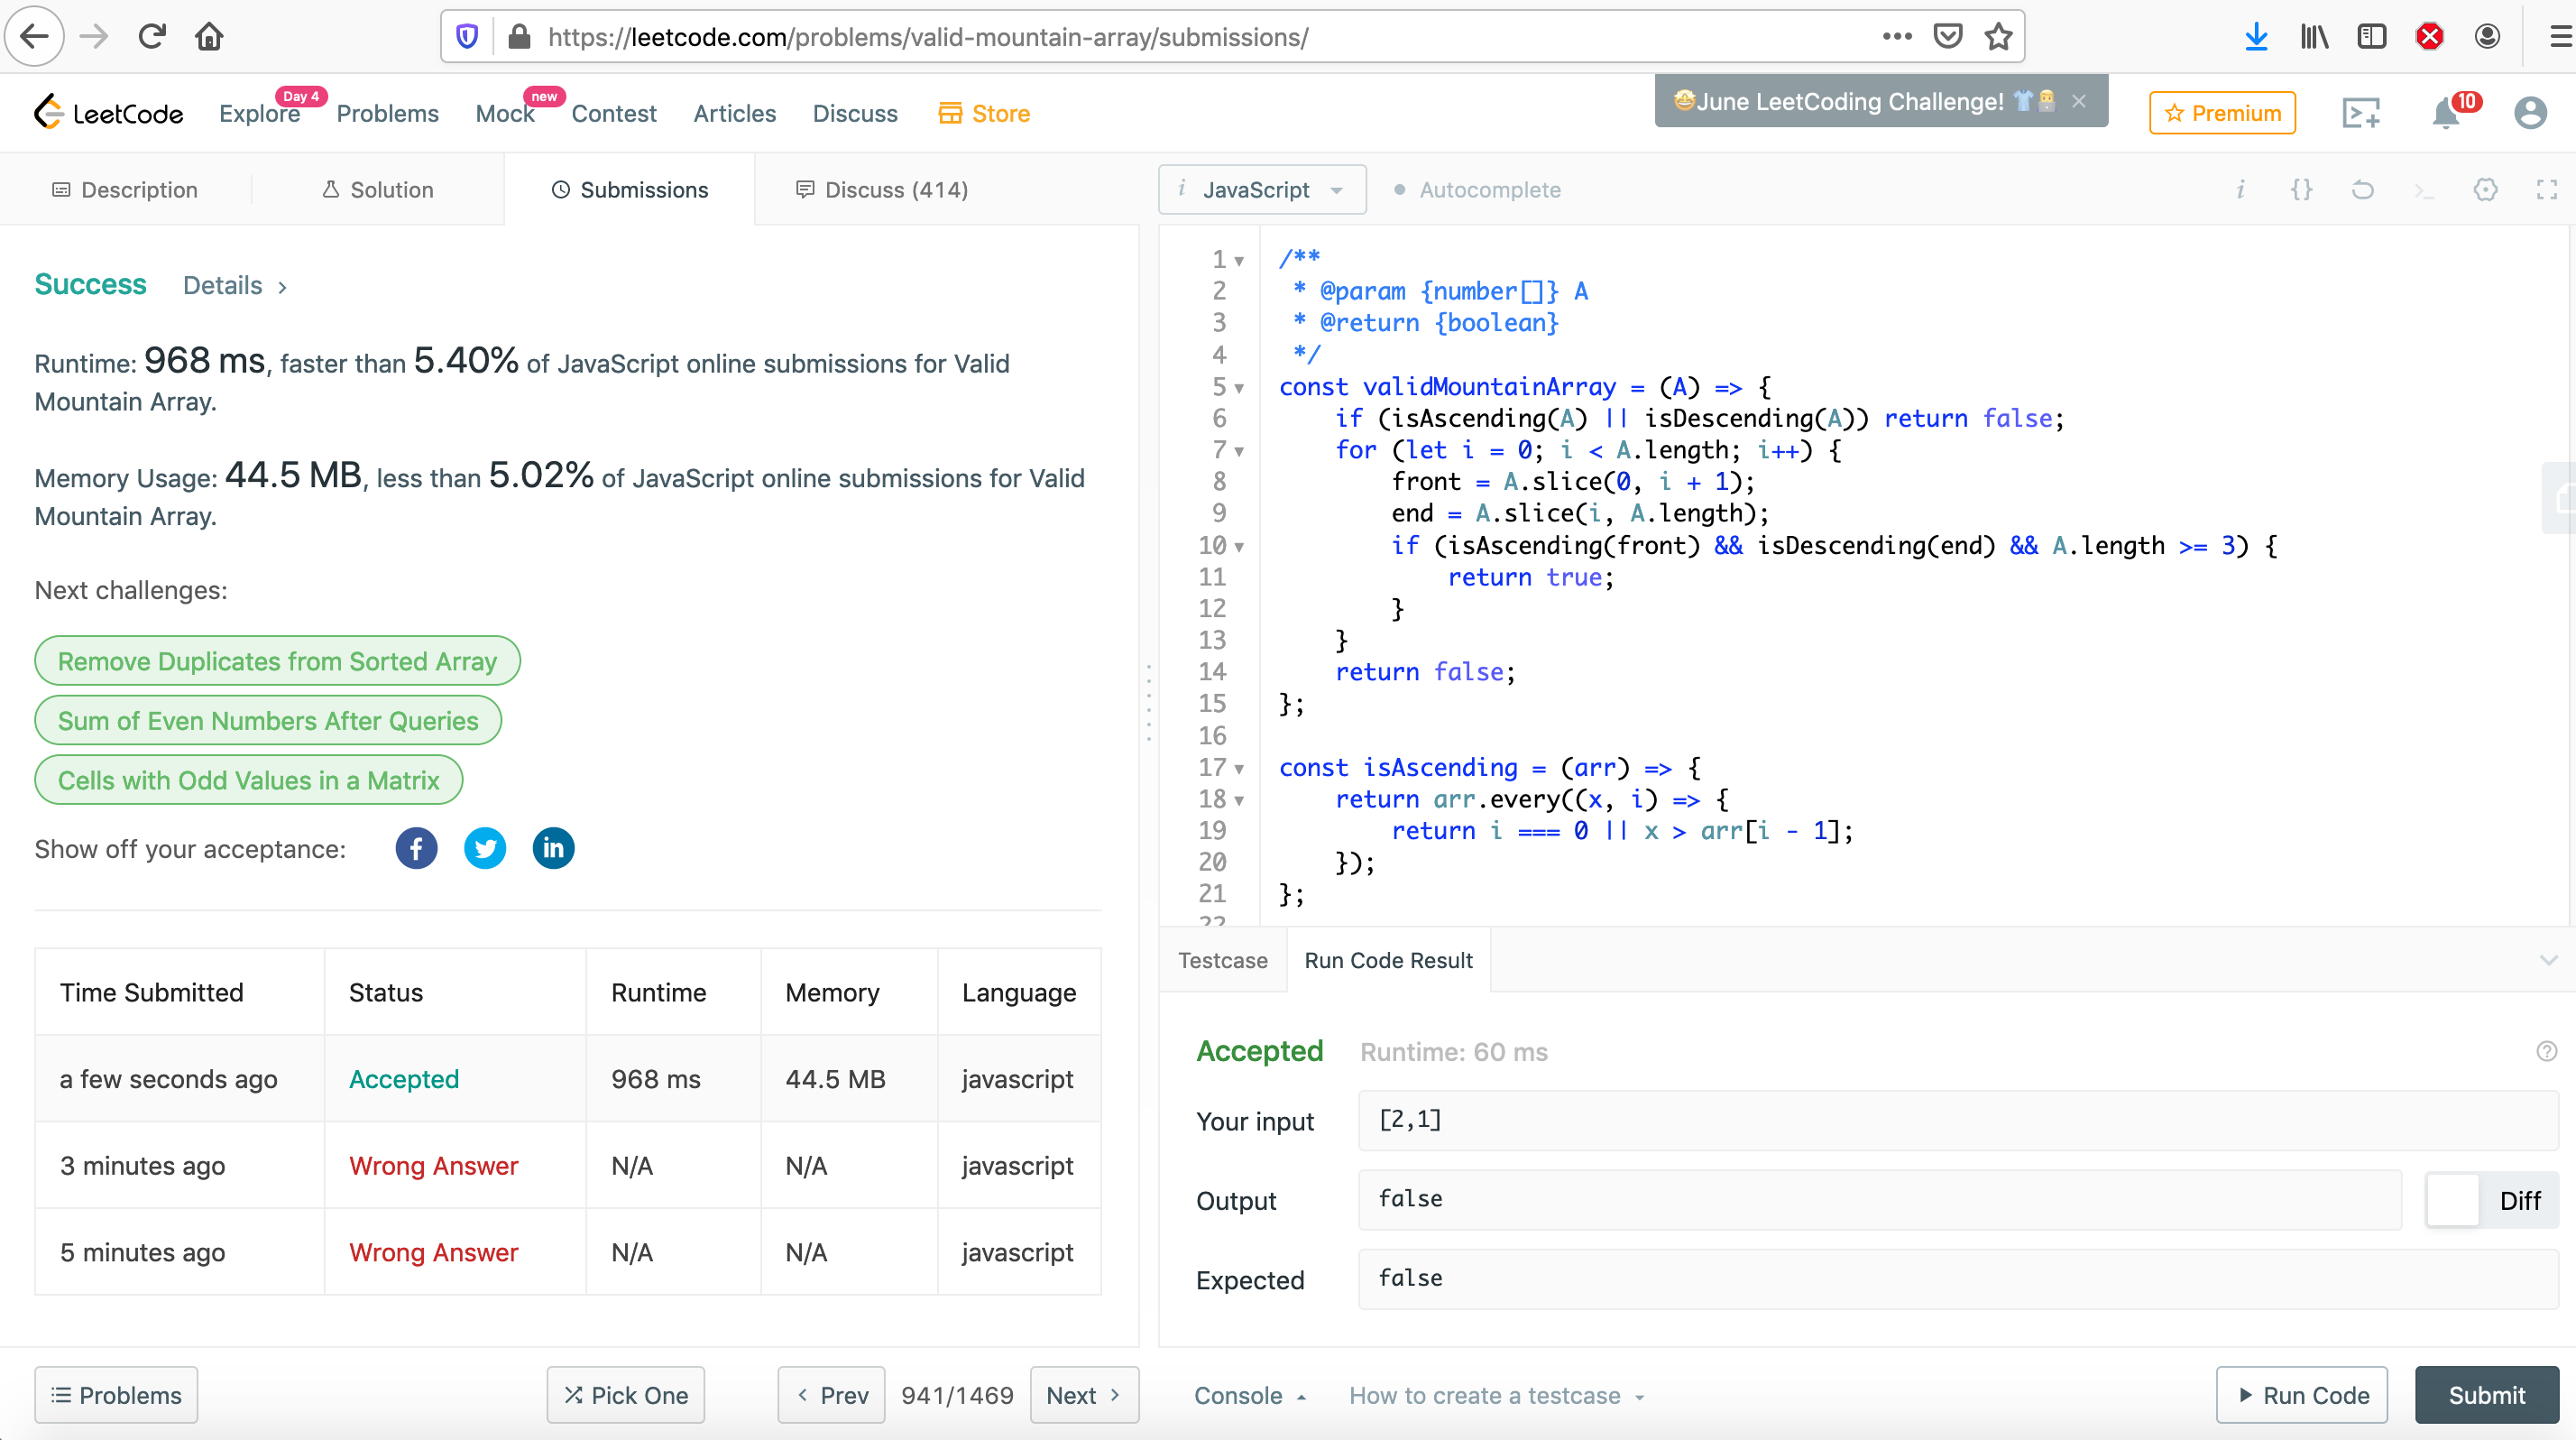 https://leetcode.com/problems/valid-mountain-array/submissions/
LeetCode
Explore
Day 4
Problems
Mock
new
Contest
Articles
Discuss
Store
🤩June LeetCoding Challenge! 👕
Premium
10
Description
Solution
Submissions
Discuss (414)
i JavaScript
Autocomplete
i {}
Success Details >
Runtime: 968 ms, faster than 5.40% of JavaScript online submissions for Valid
Mountain Array.
Memory Usage: 44.5 MB, less than 5.02% of JavaScript online submissions for Valid
Mountain Array.
Next challenges:
Remove Duplicates from Sorted Array
Sum of Even Numbers After Queries
Cells with Odd Values in a Matrix
Show off your acceptance:
Time Submitted Status Runtime Memory Language
a few seconds ago Accepted 968 ms 44.5 MB javascript
3 minutes ago Wrong Answer N/A N/A javascript
5 minutes ago Wrong Answer N/A N/A javascript
Problems
Pick One
< Prev
941/1469
Next >
1 /**
2 * @param {number[]} A
3 * @return {boolean}
4 */
5 const validMountainArray = (A) => {
6 if (isAscending(A) || isDescending(A)) return false;
7 for (let i = 0; i < A.length; i++) {
8 front = A.slice(0, i + 1);
9 end = A.slice(i, A.length);
10 if (isAscending(front) && isDescending(end) && A.length >= 3) {
11 return true;
12 }
13 }
14 return false;
15 };
16
17 const isAscending = (arr) => {
18 return arr.every((x, i) => {
19 return i === 0 || x > arr[i - 1];
20 });
21 };
22
Testcase
Run Code Result
Accepted Runtime: 60 ms
Your input [2,1]
Output false Diff
Expected false
Console
How to create a testcase
Run Code
Submit